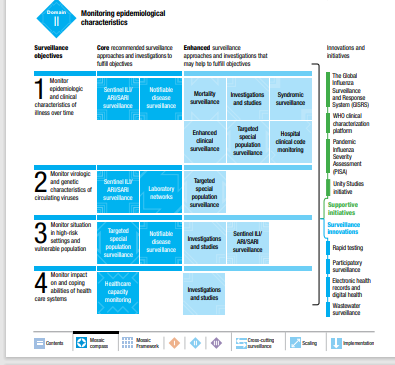 Domain
II
Monitoring epidemiological
characteristics
Surveillance
objectives
Core recommended surveillance
approaches and investigations to
fulfill objectives
Enhanced surveillance
approaches and investigations that
may help to fulfill objectives
Innovations and
initiatives
1 Monitor
epidemiologic
and clinical
characteristics of
illness over time
Sentinel ILI/
ARI/SARI
surveillance
Notifiable
disease
surveillance
Mortality
surveillance
Investigations
and studies
Syndromic
surveillance
Enhanced
clinical
surveillance
Targeted
special
population
surveillance
Hospital
clinical code
monitoring
2 Monitor virologic
and genetic
characteristics of
circulating viruses
Sentinel ILI/
ARI/SARI
surveillance
Laboratory
networks
Targeted
special
population
surveillance
3 Monitor situation
in high-risk
settings and
vulnerable population
Targeted
special
population
surveillance
Notifiable
disease
surveillance
Investigations
and studies
Sentinel ILI/
ARI/SARI
surveillance
4 Monitor impact
on and coping
abilities of health
care systems
Healthcare
capacity
monitoring
Investigations
and studies
The Global
Influenza
Surveillance
and Response
System (GISRS)
WHO clinical
characterization
platform
Pandemic
Influenza
Severity
Assessment
(PISA)
Unity Studies
initiative
Supportive
initiatives
Surveillance
innovations
Rapid testing
Participatory
surveillance
Electronic health
records and
digital health
Wastewater
surveillance
Contents
Mosaic
compass
Mosaic
Framework
I
II
III
Cross-cutting
surveillance
Scaling
Implementation